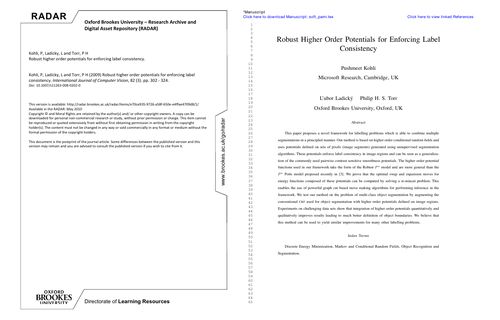 RADAR
Oxford Brookes University – Research Archive and
Digital Asset Repository (RADAR)
Kohli, P, Ladicky, L and Torr, P H
Robust higher order potentials for enforcing label consistency.
Kohli, P, Ladicky, L and Torr, P H (2009) Robust higher order potentials for enforcing label
consistency. International Journal of Computer Vision, 82 (3). pp. 302 - 324.
This version is available:
Available in the RADAR: May 2010
Copyright © and Moral Rights are retained by the author(s) and/ or other copyright owners. A copy can be
downloaded for personal non-commercial research or study, without prior permission or charge. This item cannot
be reproduced or quoted extensively from without first obtaining permission in writing from the copyright
holder(s). The content must not be changed in any way or sold commercially in any format or medium without the
formal permission of the copyright holders.
This document is the postprint of the journal article. Some differences between the published version and this
version may remain and you are advised to consult the published version if you wish to cite from it.
www.brookes.ac.uk/go/radar
OXFORD
BROOKES
UNIVERSITY
Directorate of Learning Resources
*Manuscript
Click here to download Manuscript: soft_pami.tex
Click here to view linked References
Robust Higher Order Potentials for Enforcing Label
Consistency
Pushmeet Kohli
Microsoft Research, Cambridge, UK
Ľubor Ladický Philip H. S. Torr
Oxford Brookes University, Oxford, UK
Abstract
This paper proposes a novel framework for labelling problems which is able to combine multiple
segmentations in a principled manner. Our method is based on higher order conditional random fields and
uses potentials defined on sets of pixels (image segments) generated using unsupervised segmentation
algorithms. These potentials enforce label consistency in image regions and can be seen as a generaliza-
tion of the commonly used pairwise contrast sensitive smoothness potentials. The higher order potential
functions used in our framework take the form of the Robust Pⁿ model and are more general than the
Pⁿ Potts model proposed recently in [3]. We prove that the optimal swap and expansion moves for
energy functions composed of these potentials can be computed by solving a st-mincut problem. This
enables the use of powerful graph cut based move making algorithms for performing inference in the
framework. We test our method on the problem of multi-class object segmentation by augmenting the
conventional CRF used for object segmentation with higher order potentials defined on image regions.
Experiments on challenging data sets show that integration of higher order potentials quantitatively and
qualitatively improves results leading to much better definition of object boundaries. We believe that
this method can be used to yield similar improvements for many other labelling problems.
Index Terms
Discrete Energy Minimization, Markov and Conditional Random Fields, Object Recognition and
Segmentation.